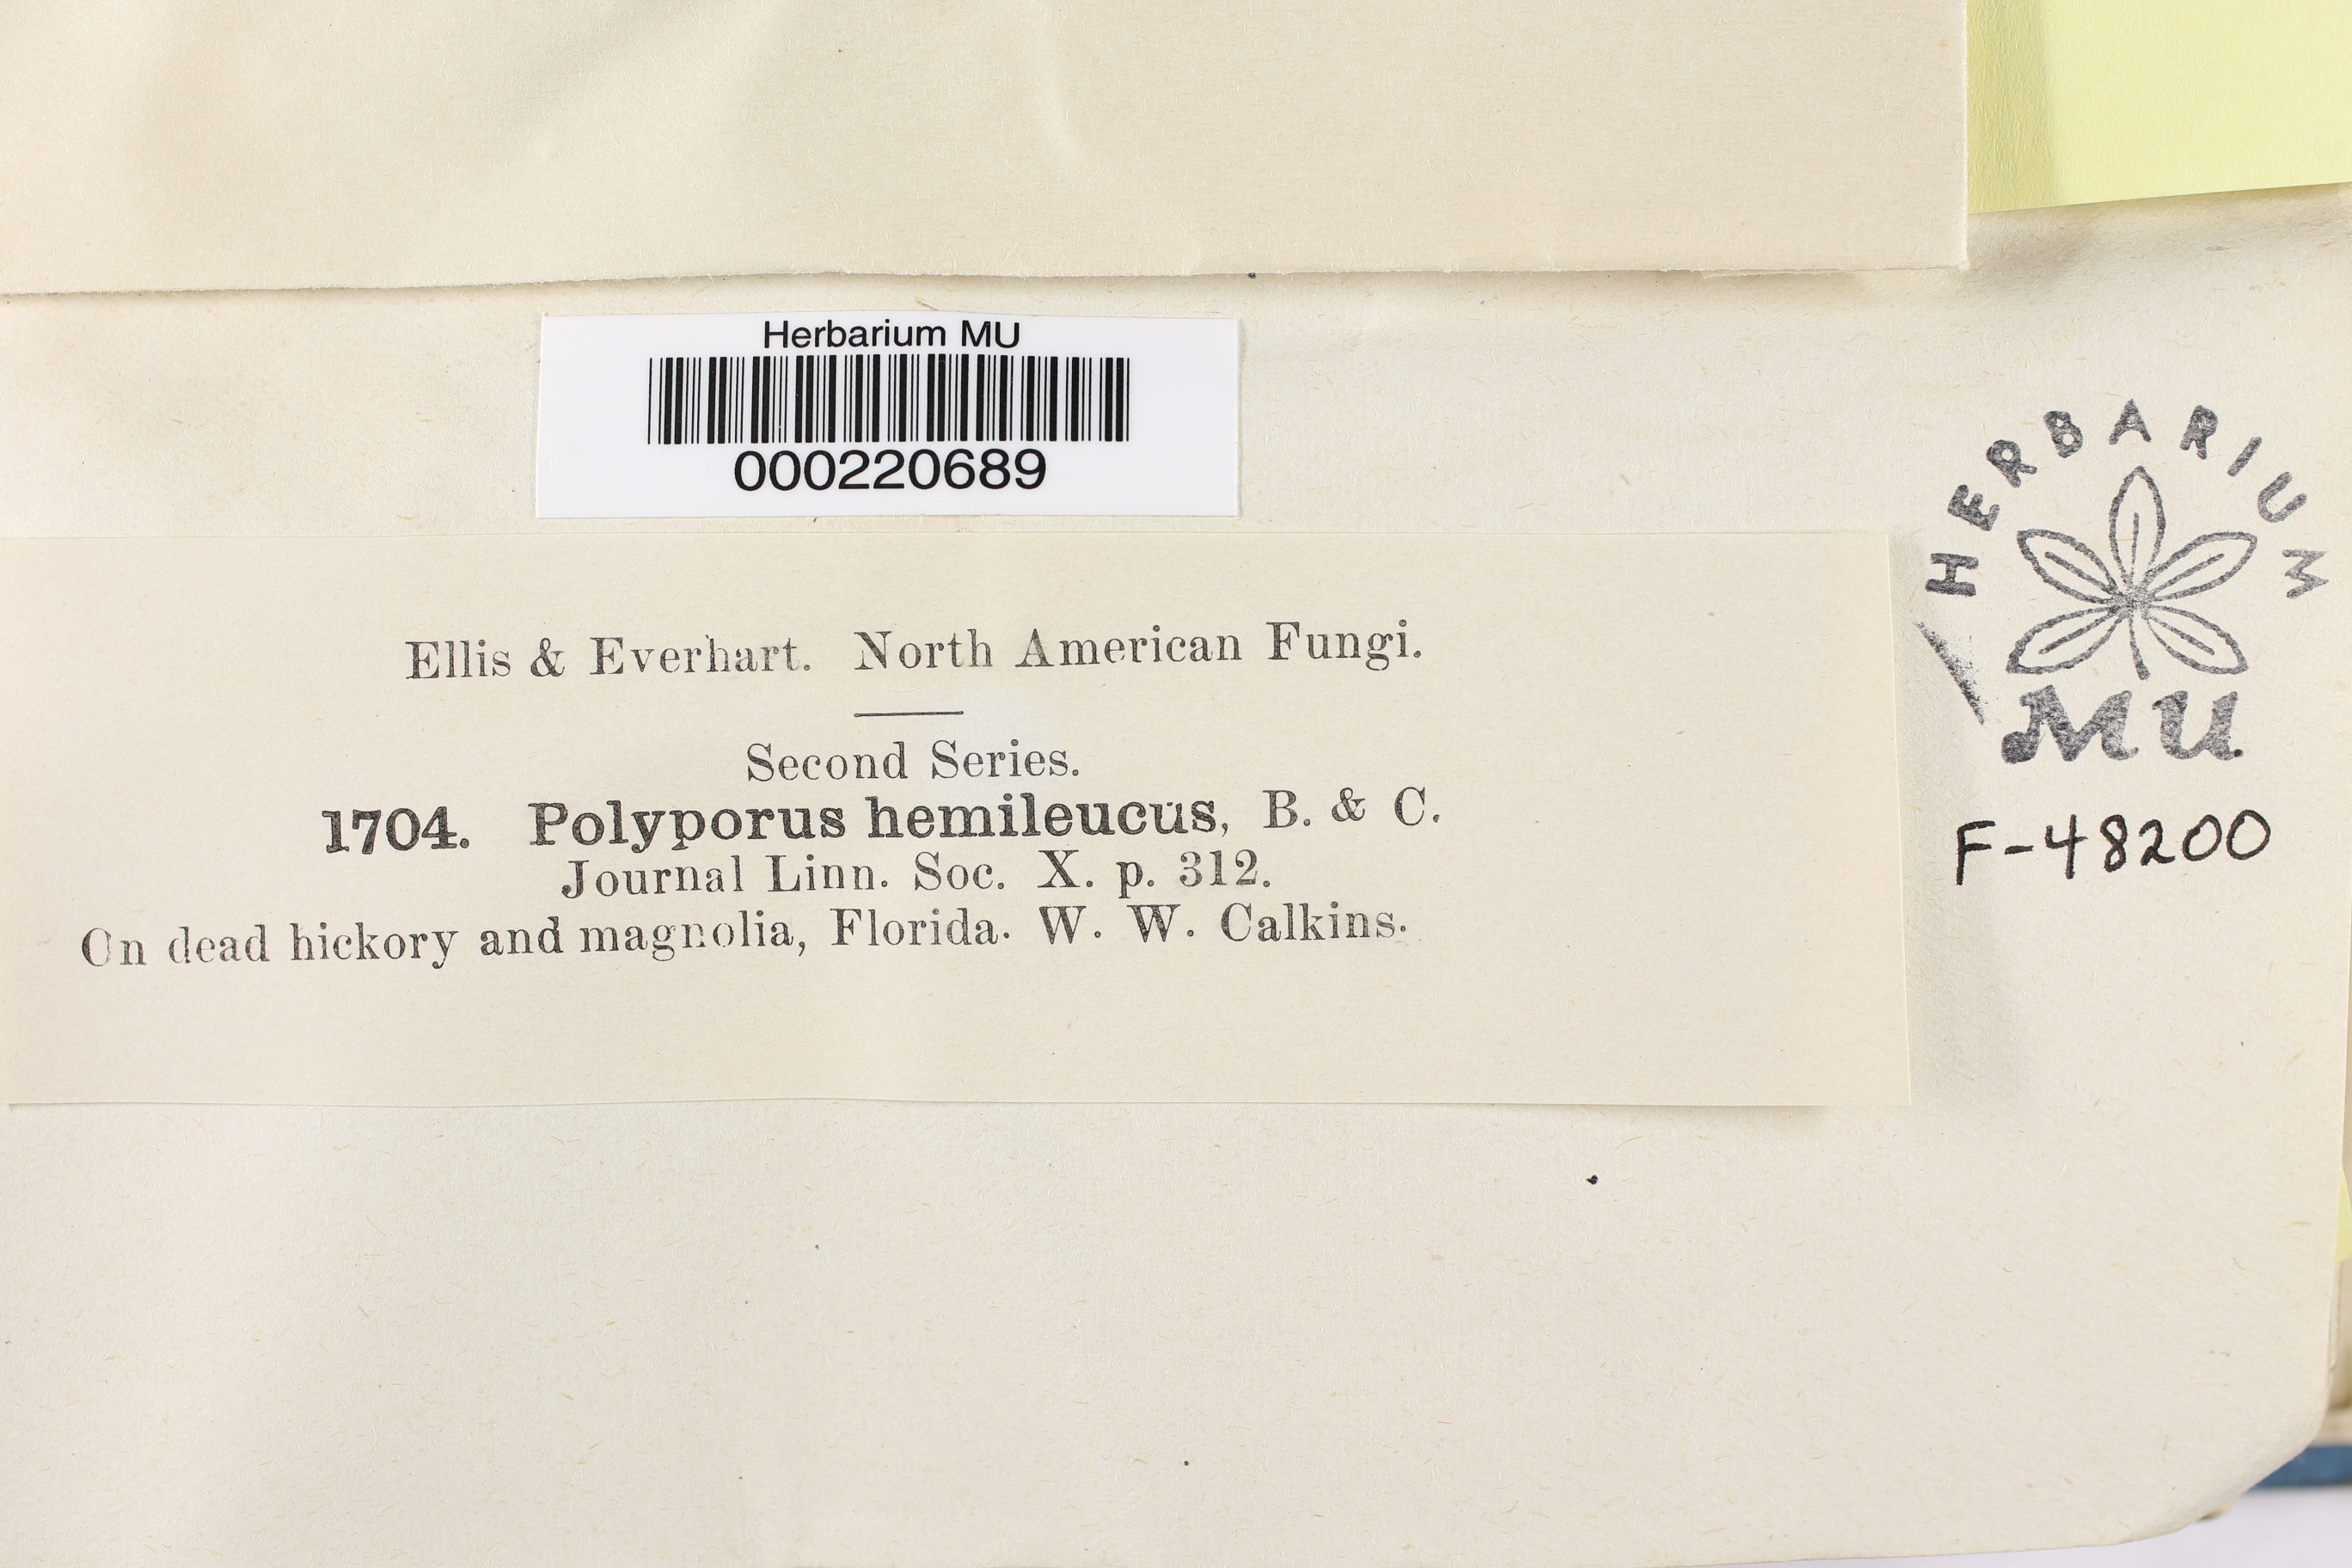 Herbarium MU
000220689
HERBARIUM
MU
F-48200
Ellis & Everhart. North American Fungi.
Second Series.
1704. Polyporus hemileucus, B. & C.
Journal Linn. Soc. X. p. 312.
On dead hickory and magnolia, Florida. W. W. Calkins.